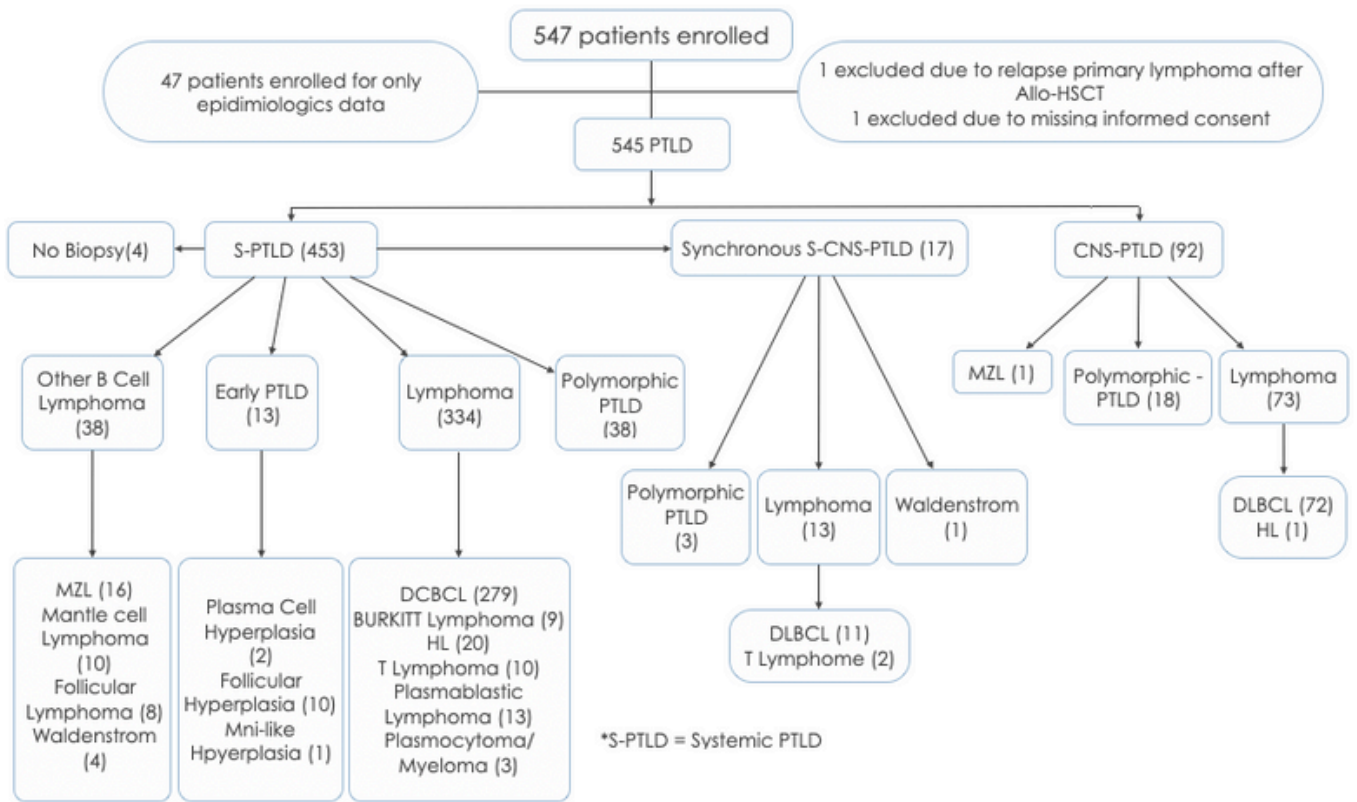 547 patients enrolled
47 patients enrolled for only
epidimiologics data
1 excluded due to relapse primary lymphoma after
Allo-HSCT
1 excluded due to missing informed consent
545 PTLD
No Biopsy(4)
S-PTLD (453)
Synchronous S-CNS-PTLD (17)
CNS-PTLD (92)
Other B Cell
Lymphoma
(38)
Early PTLD
(13)
Lymphoma
(334)
Polymorphic
PTLD
(38)
MZL (1)
Polymorphic -
PTLD (18)
Lymphoma
(73)
Polymorphic
PTLD
(3)
Lymphoma
(13)
Waldenstrom
(1)
DLBCL (72)
HL (1)
MZL (16)
Mantle cell
Lymphoma
(10)
Follicular
Lymphoma (8)
Waldenstrom
(4)
Plasma Cell
Hyperplasia
(2)
Follicular
Hyperplasia (10)
Mni-like
Hpyerplasia (1)
DCBCL (279)
BURKITT Lymphoma (9)
HL (20)
T Lymphoma (10)
Plasmablastic
Lymphoma (13)
Plasmocytoma/
Myeloma (3)
DLBCL (11)
T Lymphome (2)
*S-PTLD = Systemic PTLD